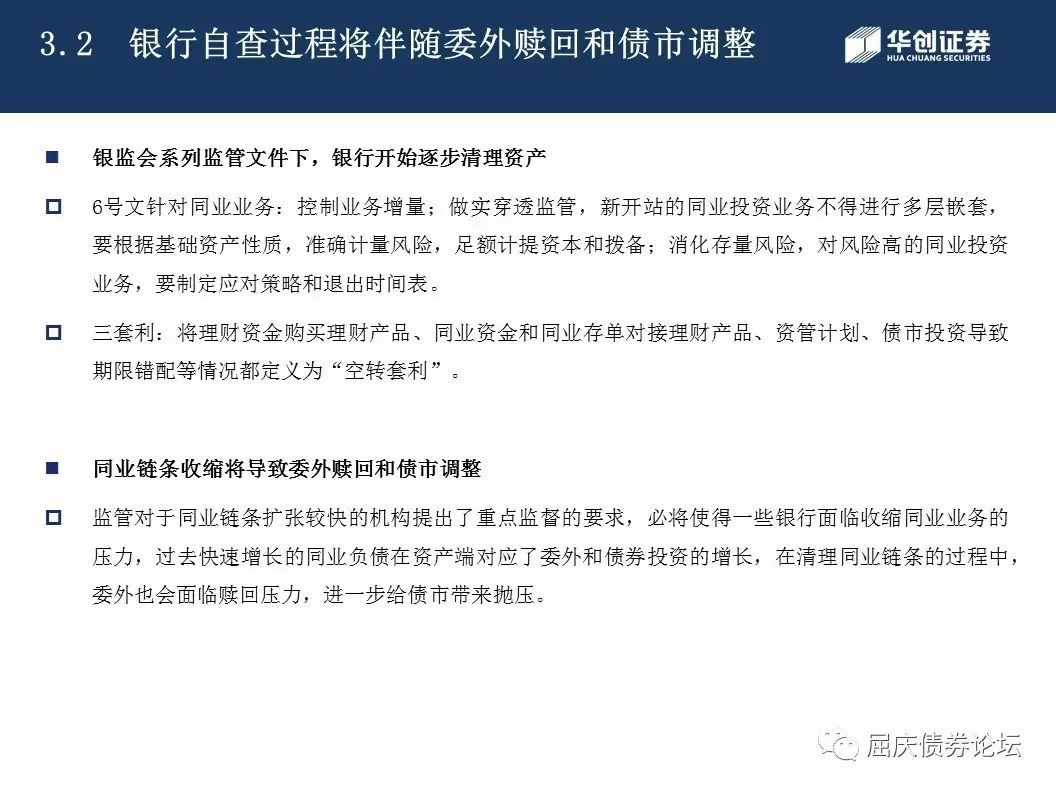 3.2 银行自查过程将伴随委外赎回和债市调整
华创证券
HUA CHUANG SECURITIES
银监会系列监管文件下，银行开始逐步清理资产
6号文针对同业业务：控制业务增量；做实穿透监管，新开站的同业投资业务不得进行多层嵌套，
要根据基础资产性质，准确计量风险，足额计提资本和拨备；消化存量风险，对风险高的同业投资
业务，要制定应对策略和退出时间表。
三套利：将理财资金购买理财产品、同业资金和同业存单对接理财产品、资管计划、债市投资导致
期限错配等情况都定义为“空转套利”。
同业链条收缩将导致委外赎回和债市调整
监管对于同业链条扩张较快的机构提出了重点监督的要求，必将使得一些银行面临收缩同业业务的
压力，过去快速增长的同业负债在资产端对应了委外和债券投资的增长，在清理同业链条的过程中，
委外也会面临赎回压力，进一步给债市带来抛压。
屈庆债券论坛